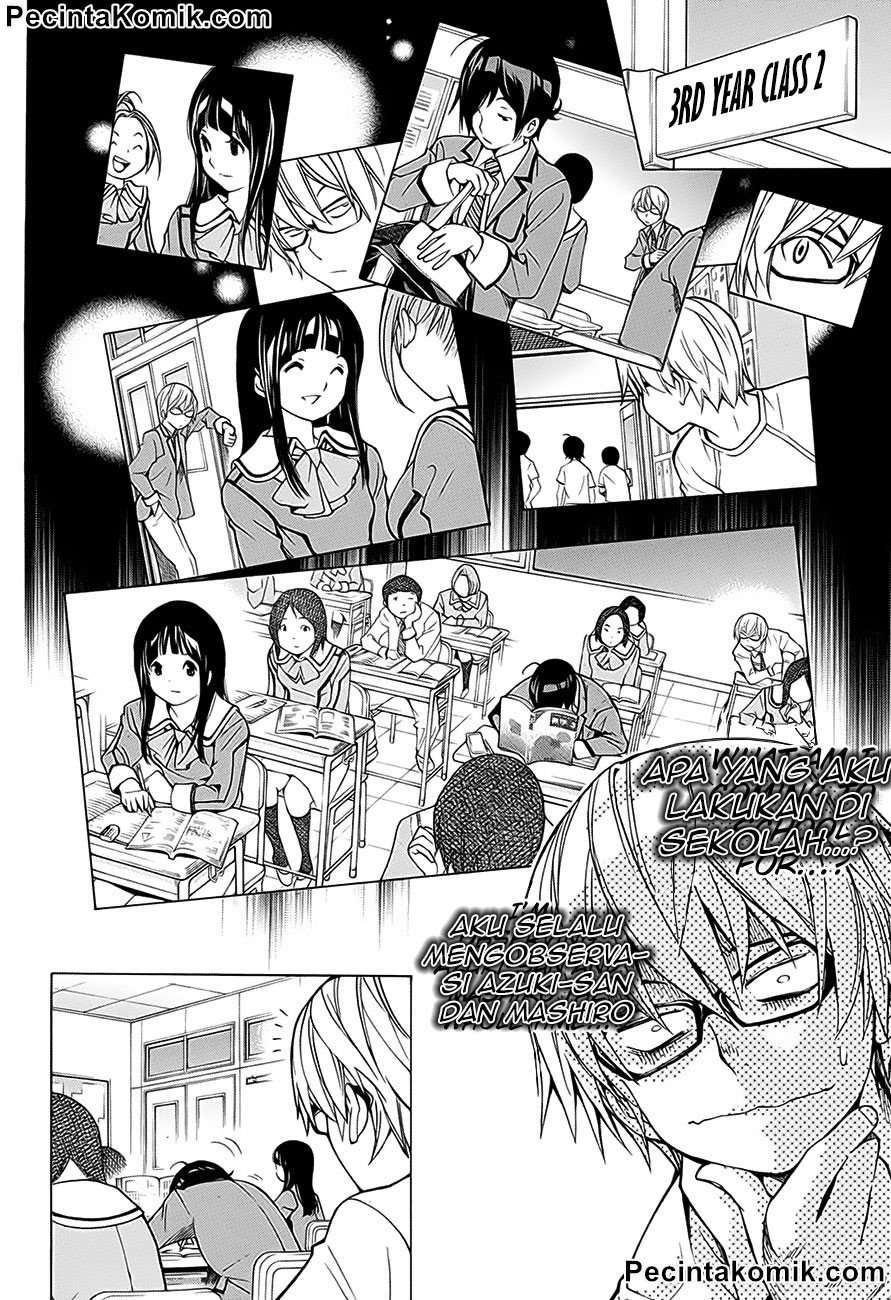 PecintaKomik.com
3RD YEAR CLASS 2
APA YANG AKU
LAKUKAN DI
SEKOLAH....?
FOR....
AKU SELALU
MENGOBSERVA-
SI AZUKI-SAN
DAN MASHIRO
Pecintakomik.com